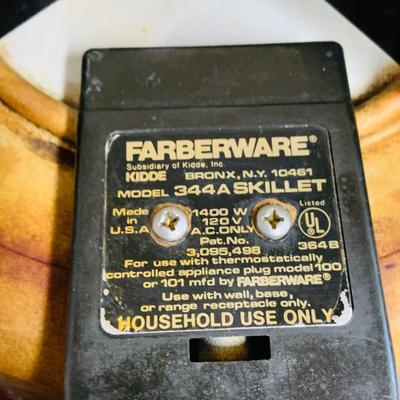 FARBERWARE®
Subsidiary of Kidde, Inc.
KIDDE BRONX, N.Y. 10461
MODEL 344A SKILLET
Made 1400 W Listed
in 120 V UL ®
U.S.A A.C. ONLY
Pat. No. 364B
3,095,498
For use with thermostatically
controlled appliance plug model 100
or 101 mfd by FARBERWARE®
Use with wall, base,
or range receptacle only.
HOUSEHOLD USE ONLY